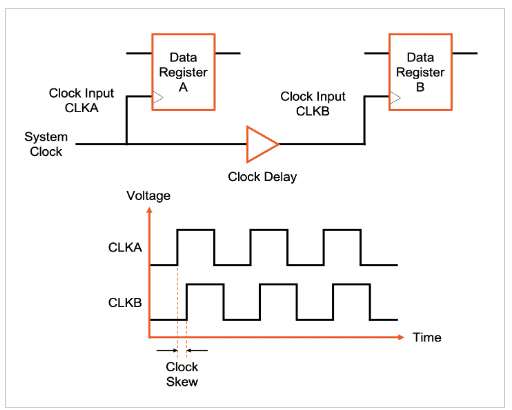 Data
Register
A
Data
Register
B
Clock Input
CLKA
Clock Input
CLKB
System
Clock
Clock Delay
Voltage
CLKA
CLKB
Time
Clock
Skew